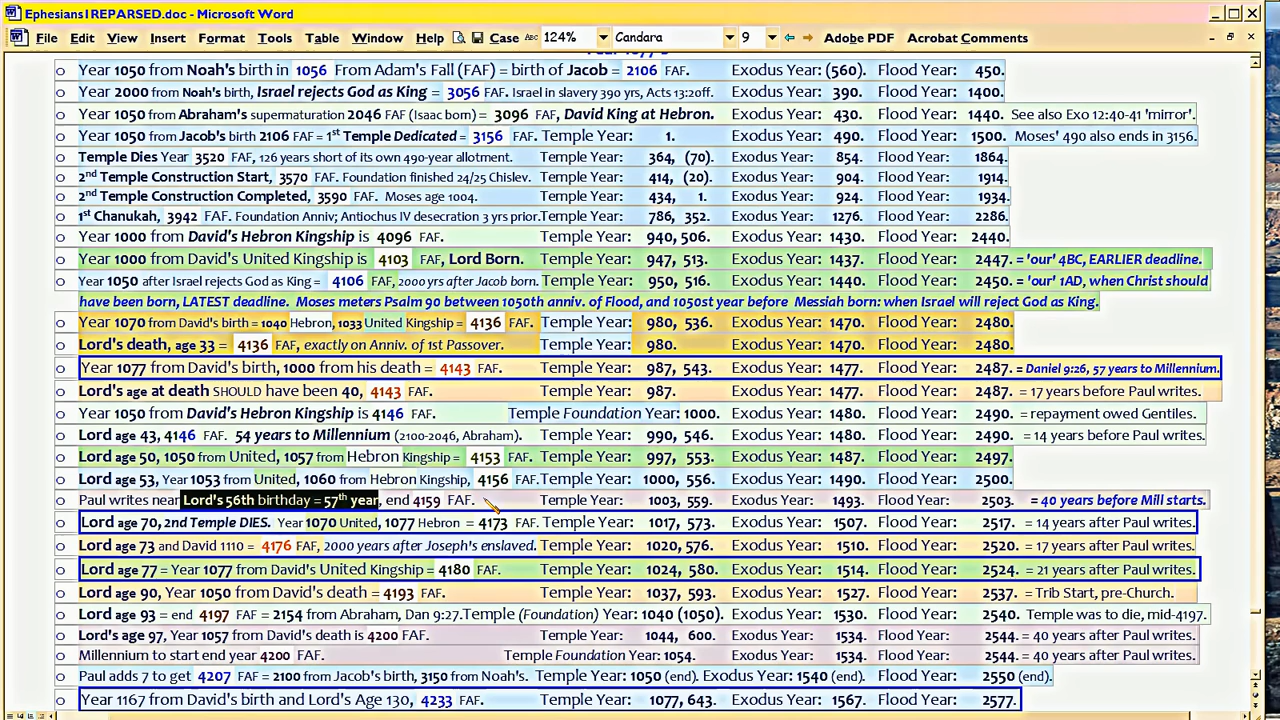 Ephesians1REPARSED.doc - Microsoft Word
File Edit View Insert Format Tools Table Window Help Case 124% Candara 9 Adobe PDF Acrobat Comments
o Year 1050 from Noah's birth in 1056 From Adam's Fall (FAF) = birth of Jacob = 2106 FAF. Exodus Year: (560). Flood Year: 450.
o Year 2000 from Noah's birth, Israel rejects God as King = 3056 FAF. Israel in slavery 390 yrs, Acts 13:20ff. Exodus Year: 390. Flood Year: 1400.
o Year 1050 from Abraham's supermaturation 2046 FAF (Isaac born) = 3096 FAF, David King at Hebron. Exodus Year: 430. Flood Year: 1440. See also Exo 12:40-41 'mirror'.
o Year 1050 from Jacob's birth 2106 FAF = 1st Temple Dedicated = 3156 FAF. Temple Year: 1. Exodus Year: 490. Flood Year: 1500. Moses' 490 also ends in 3156.
o Temple Dies Year 3520 FAF, 126 years short of its own 490-year allotment. Temple Year: 364, (70). Exodus Year: 854. Flood Year: 1864.
o 2nd Temple Construction Start, 3570 FAF. Foundation finished 24/25 Chislev. Temple Year: 414, (20). Exodus Year: 904. Flood Year: 1914.
o 2nd Temple Construction Completed, 3590 FAF. Moses age 1004. Temple Year: 434, 1. Exodus Year: 924. Flood Year: 1934.
o 1st Chanukah, 3942 FAF. Foundation Anniv; Antiochus IV desecration 3 yrs prior. Temple Year: 786, 352. Exodus Year: 1276. Flood Year: 2286.
o Year 1000 from David's Hebron Kingship is 4096 FAF. Temple Year: 940, 506. Exodus Year: 1430. Flood Year: 2440.
o Year 1000 from David's United Kingship is 4103 FAF, Lord Born. Temple Year: 947, 513. Exodus Year: 1437. Flood Year: 2447. = 'our' 4BC, EARLIER deadline.
o Year 1050 after Israel rejects God as King = 4106 FAF, 2000 yrs after Jacob born. Temple Year: 950, 516. Exodus Year: 1440. Flood Year: 2450. = 'our' 1AD, when Christ should
have been born, LATEST deadline. Moses meters Psalm 90 between 1050th anniv. of Flood, and 1050st year before Messiah born: when Israel will reject God as King.
o Year 1070 from David's birth = 1040 Hebron, 1033 United Kingship = 4136 FAF. Temple Year: 980, 536. Exodus Year: 1470. Flood Year: 2480.
o Lord's death, age 33 = 4136 FAF, exactly on Anniv. of 1st Passover. Temple Year: 980. Exodus Year: 1470. Flood Year: 2480.
o Year 1077 from David's birth, 1000 from his death = 4143 FAF. Temple Year: 987, 543. Exodus Year: 1477. Flood Year: 2487. = Daniel 9:26, 57 years to Millennium.
o Lord's age at death SHOULD have been 40, 4143 FAF. Temple Year: 987. Exodus Year: 1477. Flood Year: 2487. = 17 years before Paul writes.
o Year 1050 from David's Hebron Kingship is 4146 FAF. Temple Foundation Year: 1000. Exodus Year: 1480. Flood Year: 2490. = repayment owed Gentiles.
o Lord age 43, 4146 FAF. 54 years to Millennium (2100-2046, Abraham). Temple Year: 990, 546. Exodus Year: 1480. Flood Year: 2490. = 14 years before Paul writes.
o Lord age 50, 1050 from United, 1057 from Hebron Kingship = 4153 FAF. Temple Year: 997, 553. Exodus Year: 1487. Flood Year: 2497.
o Lord age 53, Year 1053 from United, 1060 from Hebron Kingship, 4156 FAF. Temple Year: 1000, 556. Exodus Year: 1490. Flood Year: 2500.
o Paul writes near Lord's 56th birthday = 57th year, end 4159 FAF. Temple Year: 1003, 559. Exodus Year: 1493. Flood Year: 2503. = 40 years before Mill starts.
o Lord age 70, 2nd Temple DIES. Year 1070 United, 1077 Hebron = 4173 FAF. Temple Year: 1017, 573. Exodus Year: 1507. Flood Year: 2517. = 14 years after Paul writes.
o Lord age 73 and David 1110 = 4176 FAF, 2000 years after Joseph's enslaved. Temple Year: 1020, 576. Exodus Year: 1510. Flood Year: 2520. = 17 years after Paul writes.
o Lord age 77 = Year 1077 from David's United Kingship = 4180 FAF. Temple Year: 1024, 580. Exodus Year: 1514. Flood Year: 2524. = 21 years after Paul writes.
o Lord age 90, Year 1050 from David's death = 4193 FAF. Temple Year: 1037, 593. Exodus Year: 1527. Flood Year: 2537. = Trib Start, pre-Church.
o Lord age 93 = end 4197 FAF = 2154 from Abraham, Dan 9:27. Temple (Foundation) Year: 1040 (1050). Exodus Year: 1530. Flood Year: 2540. Temple was to die, mid-4197.
o Lord's age 97, Year 1057 from David's death is 4200 FAF. Temple Year: 1044, 600. Exodus Year: 1534. Flood Year: 2544. = 40 years after Paul writes.
o Millennium to start end year 4200 FAF. Temple Foundation Year: 1054. Exodus Year: 1534. Flood Year: 2544. = 40 years after Paul writes.
o Paul adds 7 to get 4207 FAF = 2100 from Jacob's birth, 3150 from Noah's. Temple Year: 1050 (end). Exodus Year: 1540 (end). Flood Year: 2550 (end).
o Year 1167 from David's birth and Lord's Age 130, 4233 FAF. Temple Year: 1077, 643. Exodus Year: 1567. Flood Year: 2577.